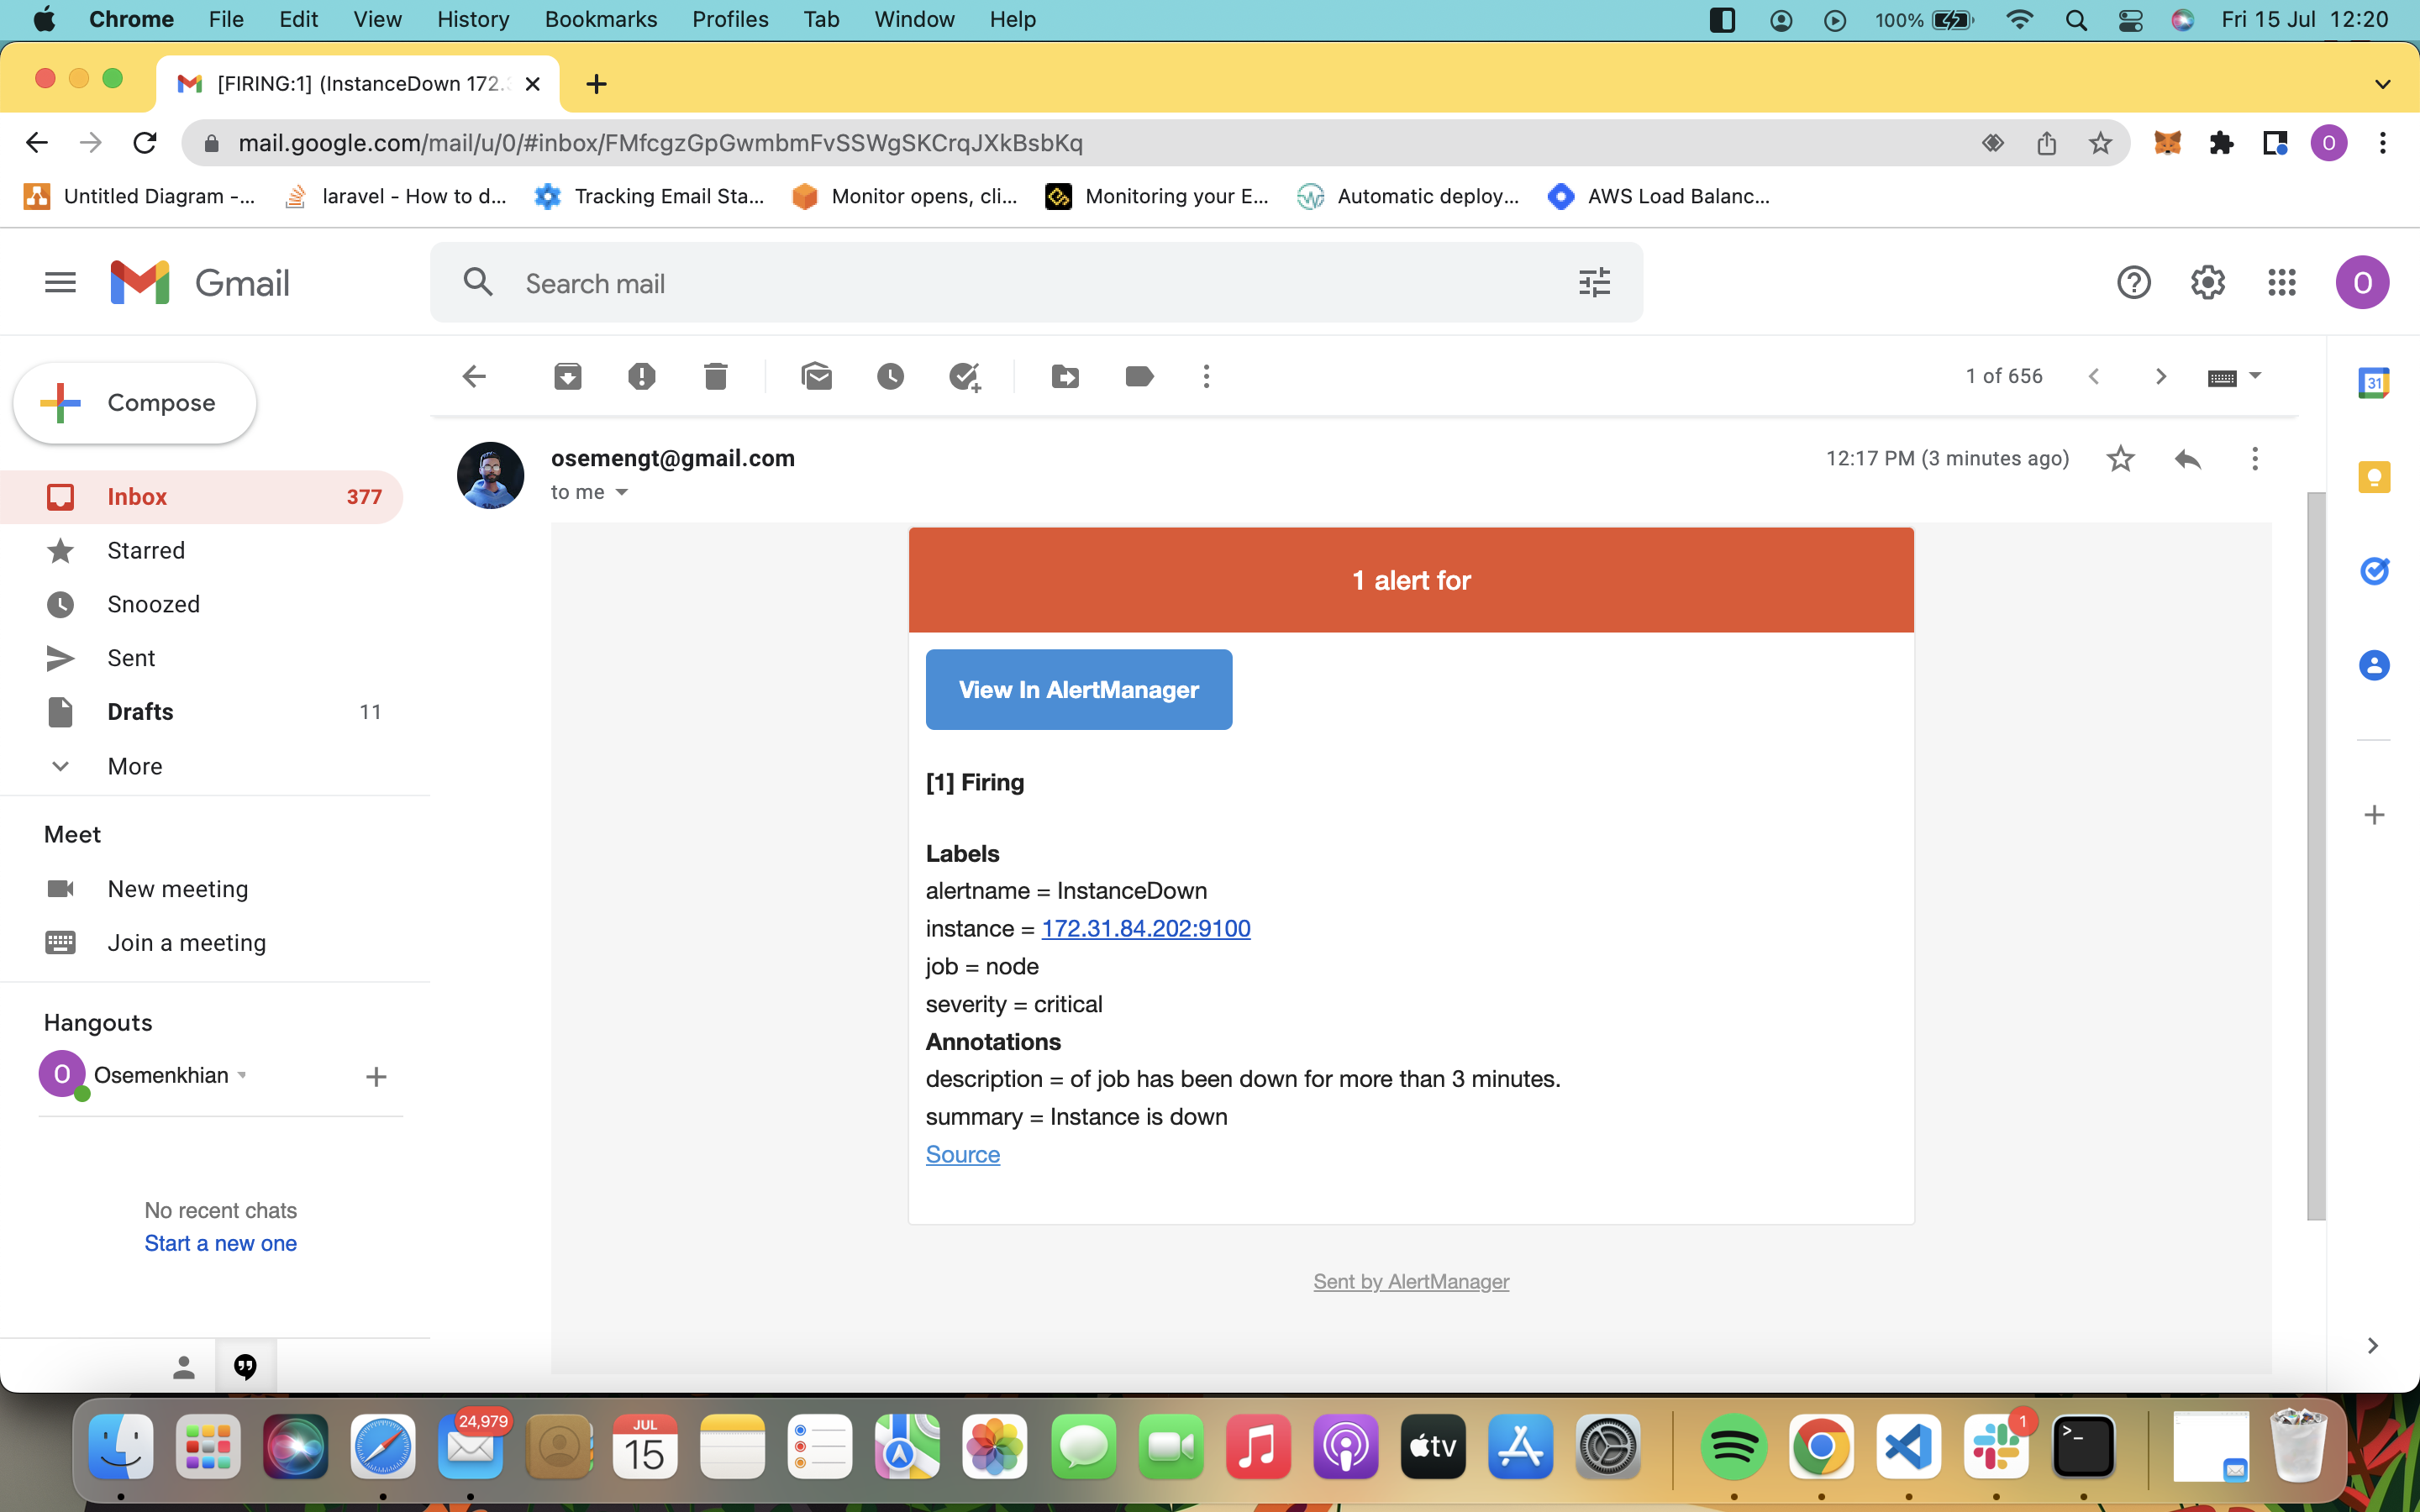 Chrome File Edit View History Bookmarks Profiles Tab Window Help 100% Fri 15 Jul 12:20
[FIRING:1] (InstanceDown 172.
mail.google.com/mail/u/0/#inbox/FMfcgzGpGwmbmFvSSWgSKCrqJXkBsbKq O
Untitled Diagram -... laravel - How to d... Tracking Email Sta... Monitor opens, cli... Monitoring your E... Automatic deploy... AWS Load Balanc...
Gmail Search mail O
Compose 1 of 656 31
osemengt@gmail.com 12:17 PM (3 minutes ago)
to me
Inbox 377
Starred
Snoozed
Sent
Drafts 11
More
Meet
New meeting
Join a meeting
Hangouts
O Osemenkhian
No recent chats
Start a new one
1 alert for
View In AlertManager
[1] Firing
Labels
alertname = InstanceDown
instance = 172.31.84.202:9100
job = node
severity = critical
Annotations
description = of job has been down for more than 3 minutes.
summary = Instance is down
Source
Sent by AlertManager
24,979 JUL 15 tv 1 >_